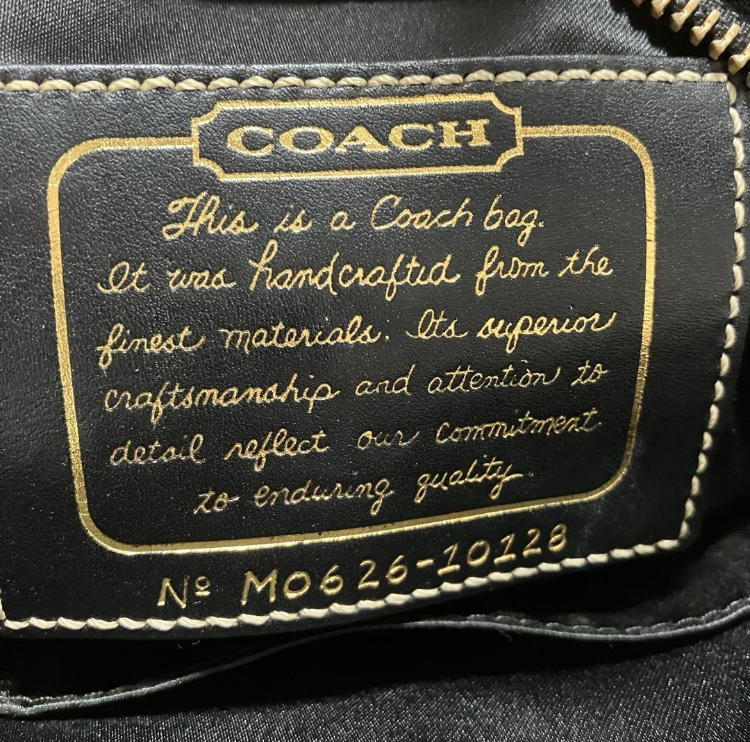 COACH
This is a Coach bag.
It was handcrafted from the
finest materials. Its superior
craftsmanship and attention to
detail reflect our commitment
to enduring quality.
Nº M0626-10128